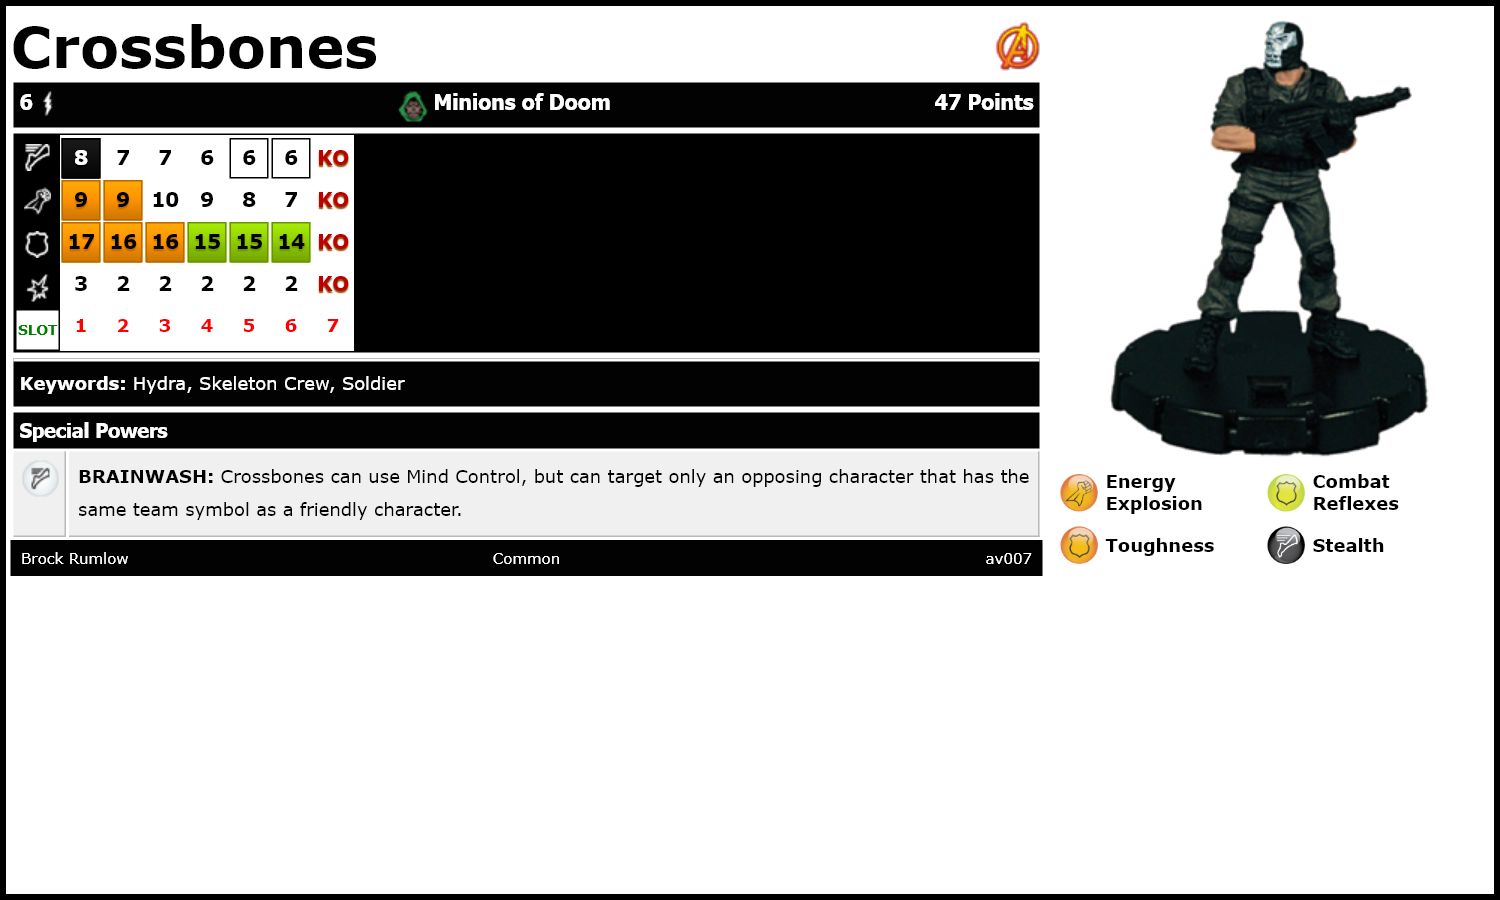 Crossbones
6 Minions of Doom 47 Points
8 7 7 6 6 6 KO
9 9 10 9 8 7 KO
17 16 16 15 15 14 KO
3 2 2 2 2 2 KO
SLOT 1 2 3 4 5 6 7
Keywords: Hydra, Skeleton Crew, Soldier
Special Powers
BRAINWASH: Crossbones can use Mind Control, but can target only an opposing character that has the
same team symbol as a friendly character.
Brock Rumlow Common av007
Energy
Explosion
Combat
Reflexes
Toughness
Stealth